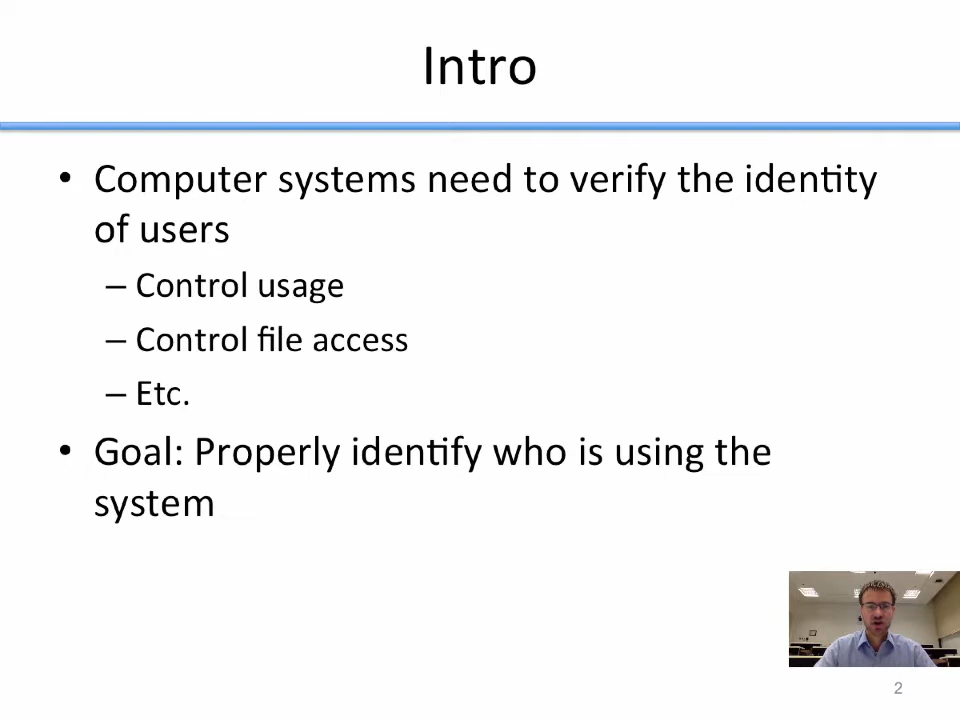 Intro
• Computer systems need to verify the identity
of users
– Control usage
– Control file access
– Etc.
• Goal: Properly identify who is using the
system
2